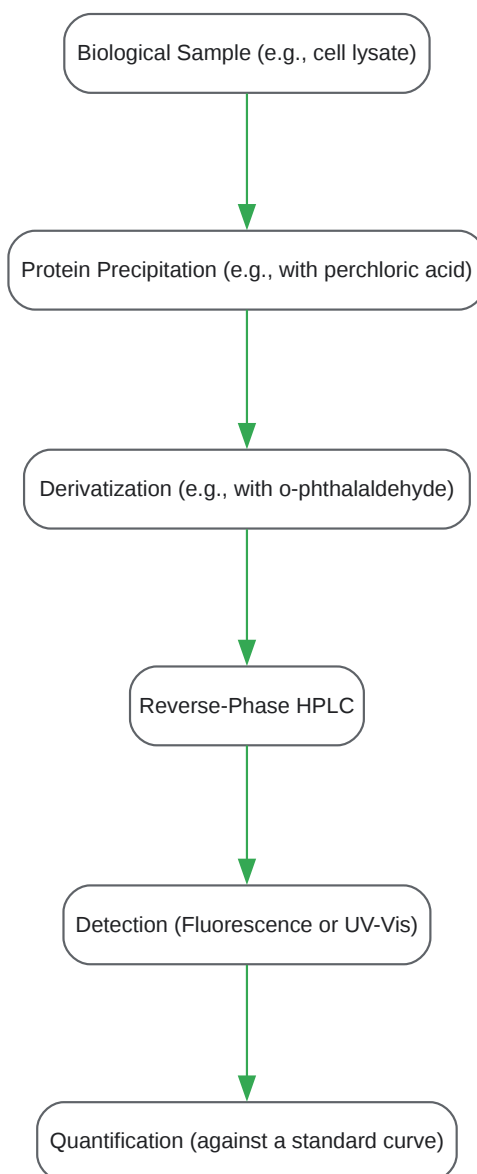 Biological Sample (e.g., cell lysate)
Protein Precipitation (e.g., with perchloric acid)
Derivatization (e.g., with o-phthalaldehyde)
Reverse-Phase HPLC
Detection (Fluorescence or UV-Vis)
Quantification (against a standard curve)